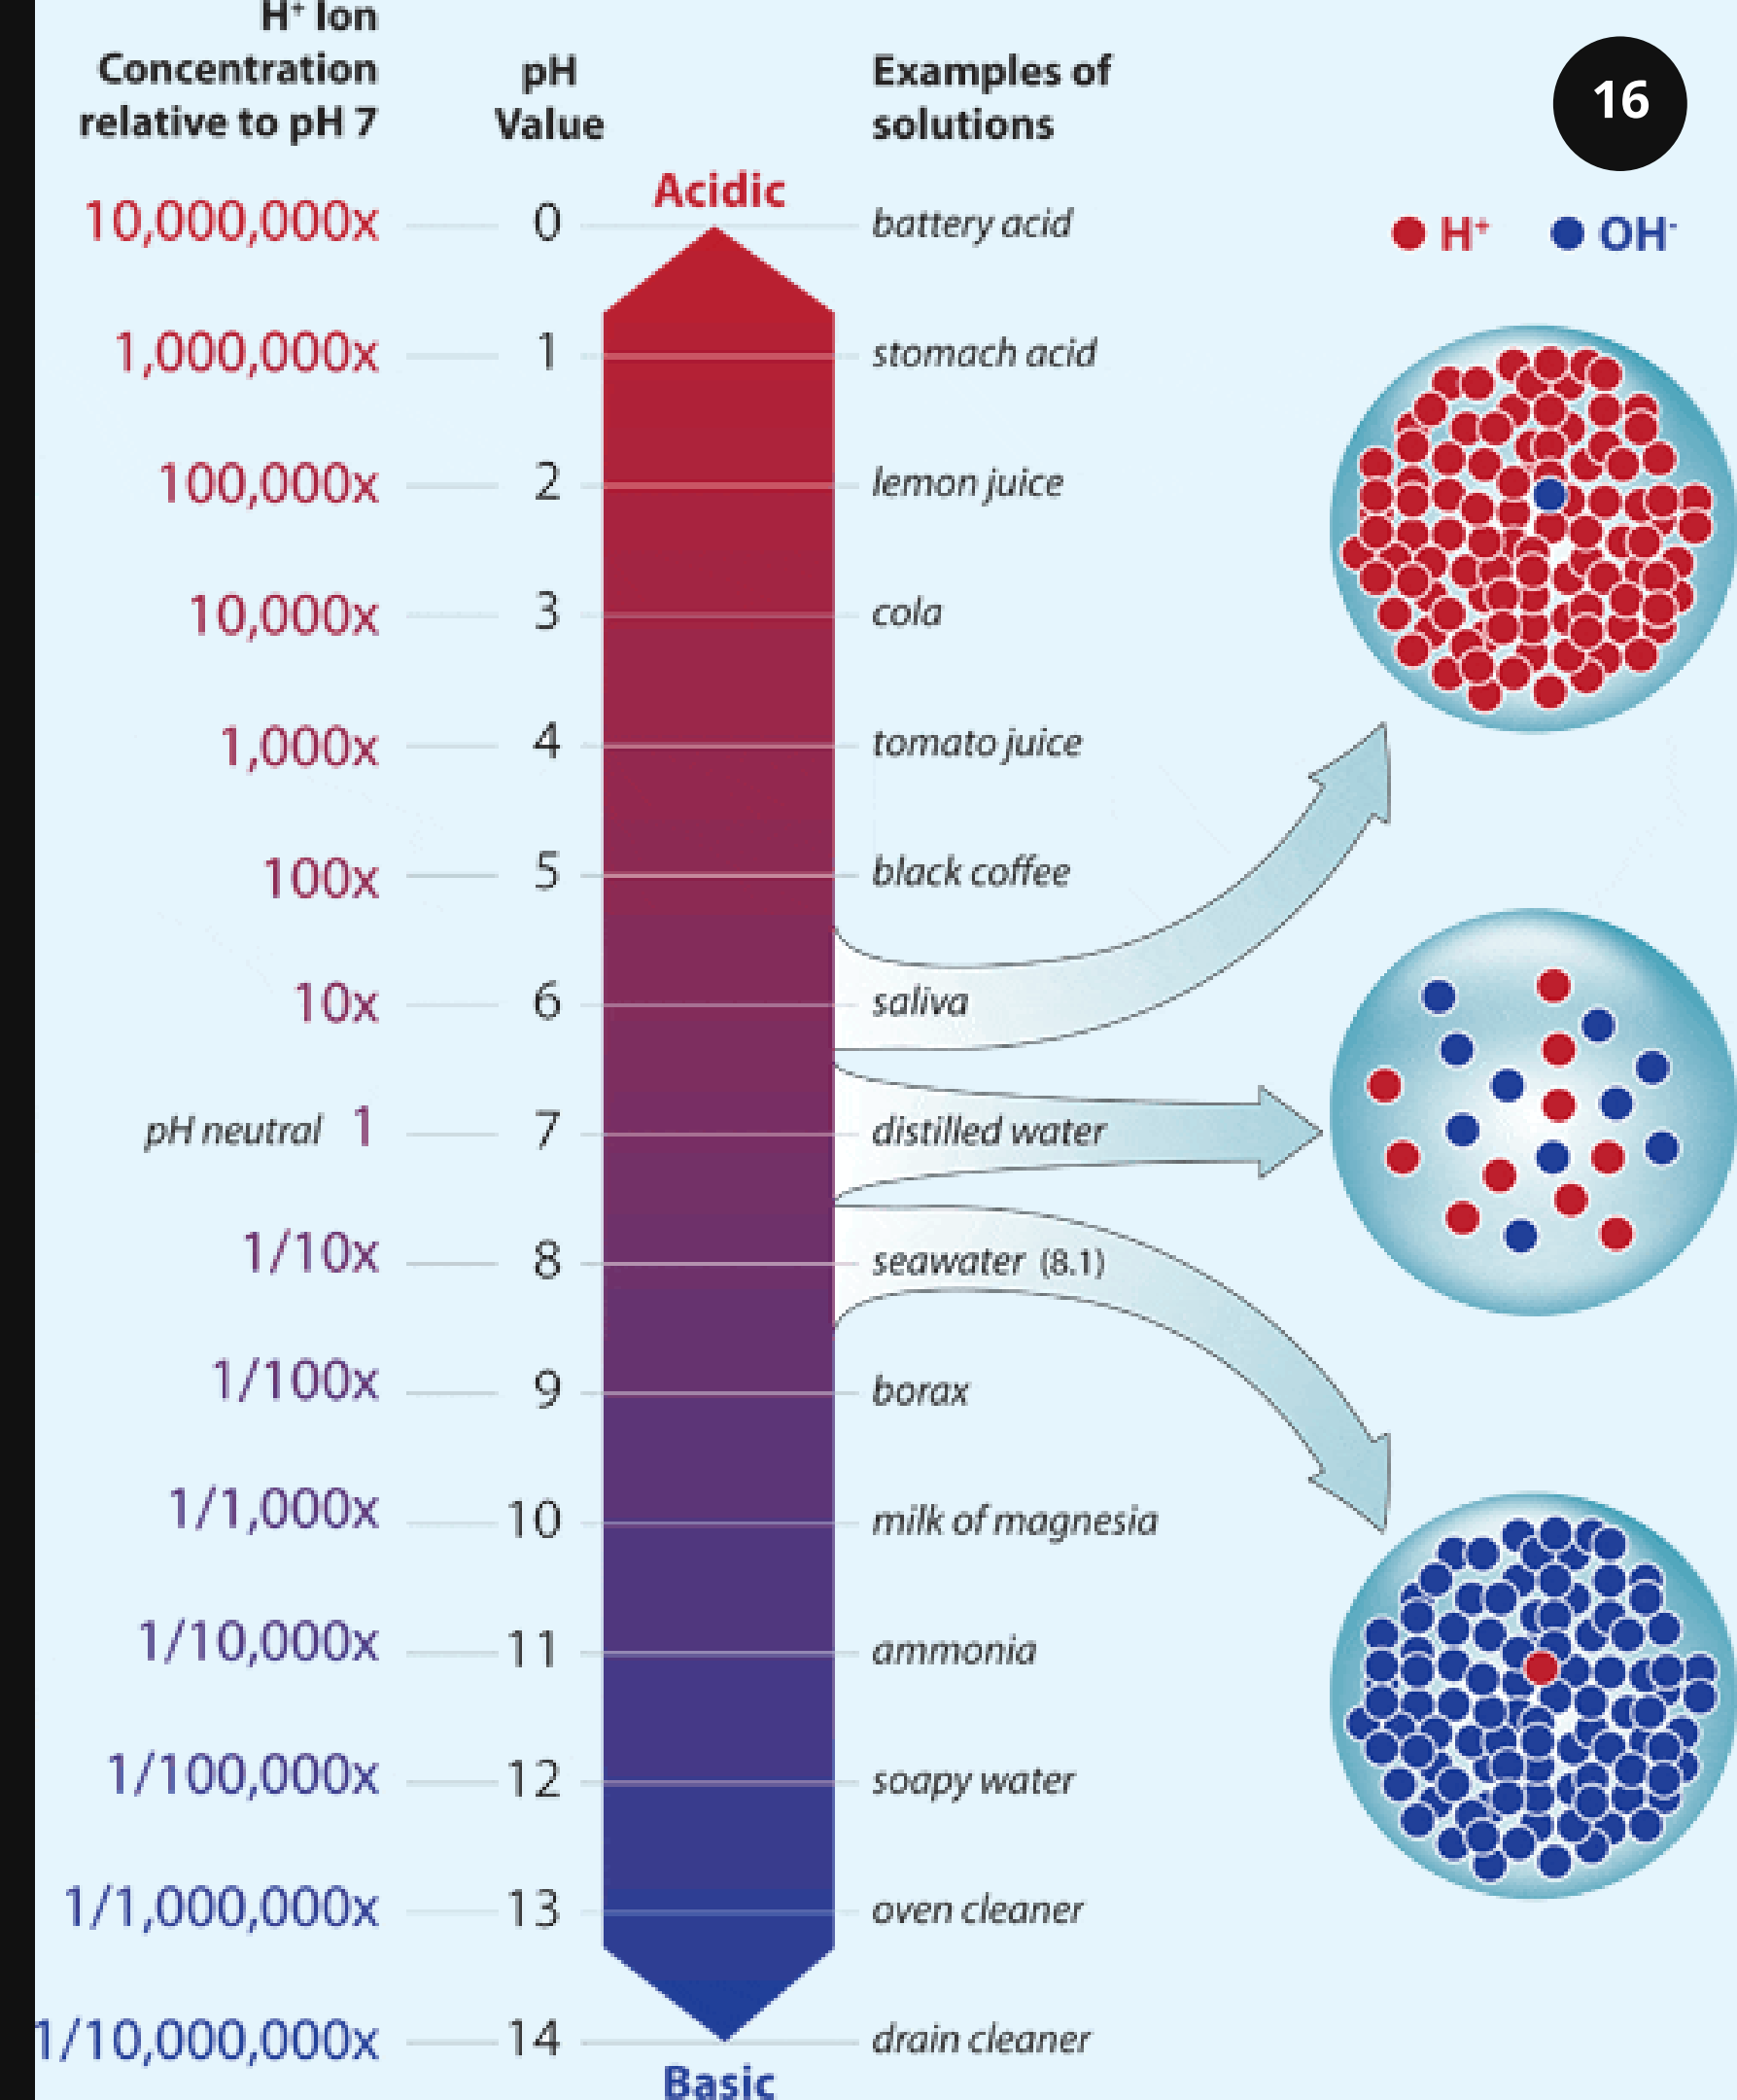 H⁺ Ion
Concentration
relative to pH 7
pH
Value
Examples of
solutions
16
Acidic
H⁺ OH⁻
10,000,000x 0 battery acid
1,000,000x 1 stomach acid
100,000x 2 lemon juice
10,000x 3 cola
1,000x 4 tomato juice
100x 5 black coffee
10x 6 saliva
pH neutral 1 7 distilled water
1/10x 8 seawater (8.1)
1/100x 9 borax
1/1,000x 10 milk of magnesia
1/10,000x 11 ammonia
1/100,000x 12 soapy water
1/1,000,000x 13 oven cleaner
1/10,000,000x 14 drain cleaner
Basic